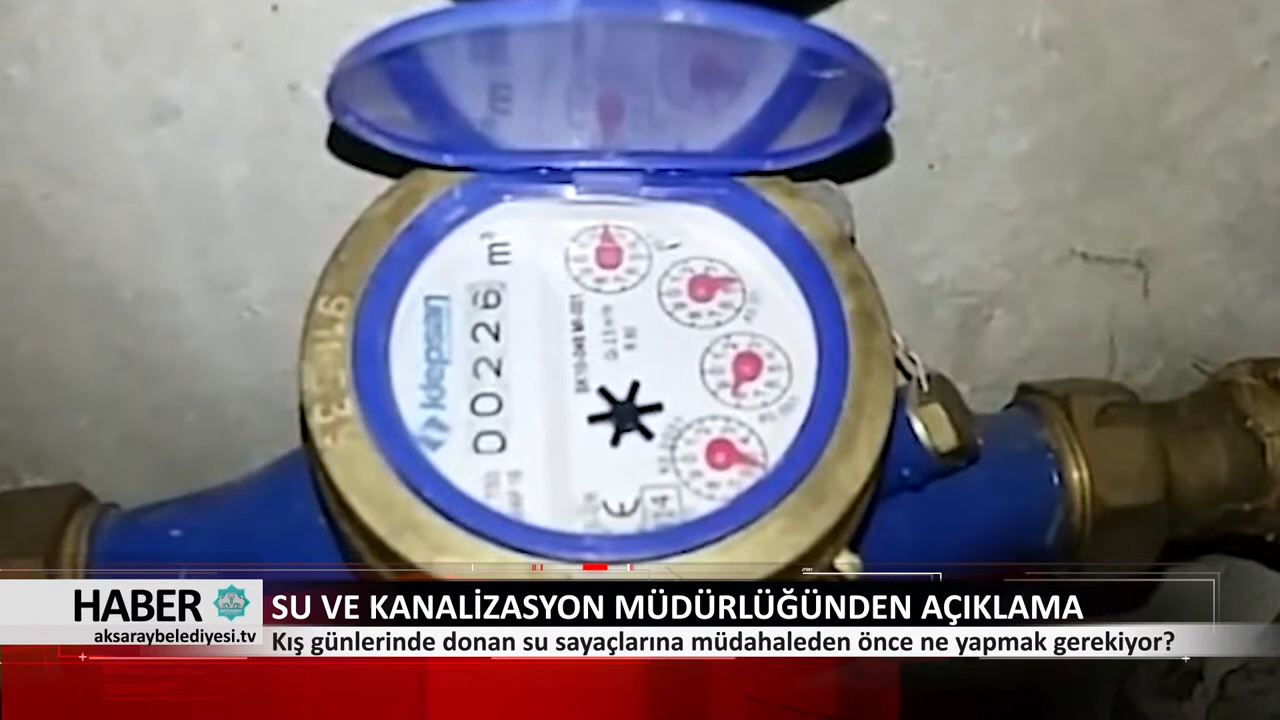 m³
00226
klepsan
CE
HABER
aksaraybelediyesi.tv
SU VE KANALİZASYON MÜDÜRLÜĞÜNDEN AÇIKLAMA
Kış günlerinde donan su sayaçlarına müdahaleden önce ne yapmak gerekiyor?